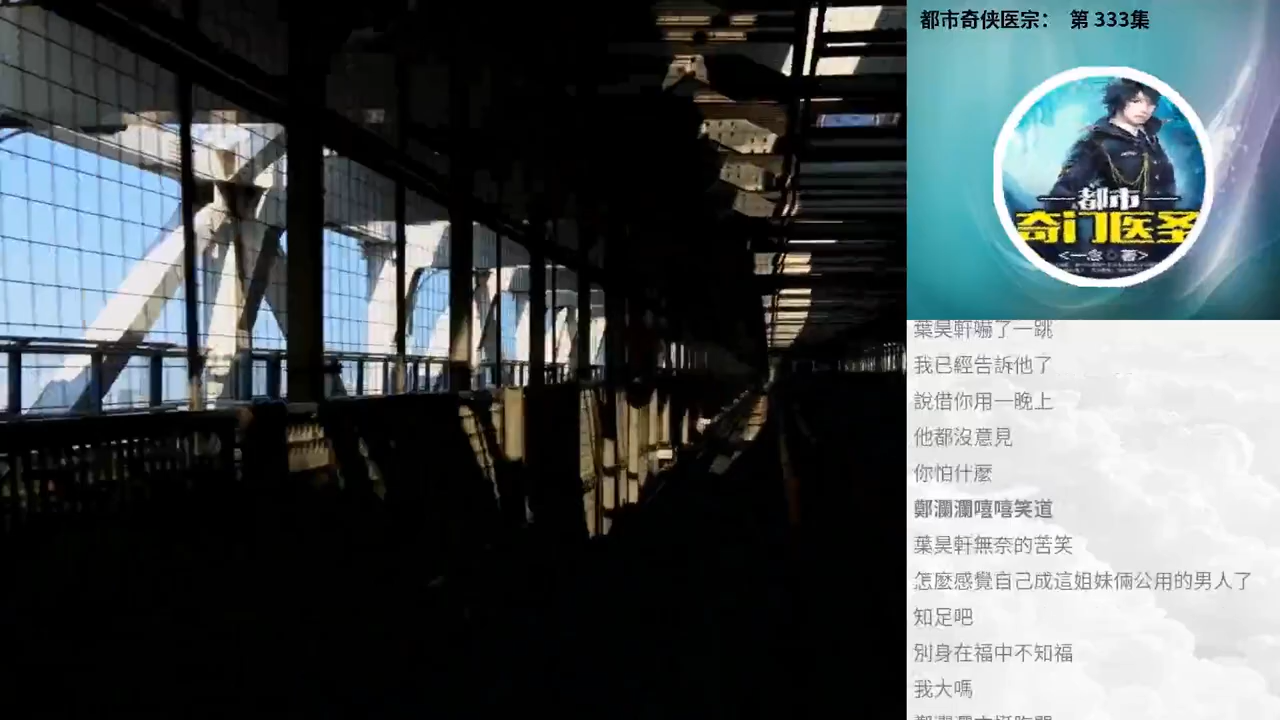 都市奇侠医宗： 第 333集
都市
奇门医圣
<一念 著>
葉昊軒嚇了一跳
我已經告訴他了
說借你用一晚上
他都沒意見
你怕什麼
鄭瀾瀾嘻嘻笑道
葉昊軒無奈的苦笑
怎麼感覺自己成這姐妹倆公用的男人了
知足吧
別身在福中不知福
我大嗎